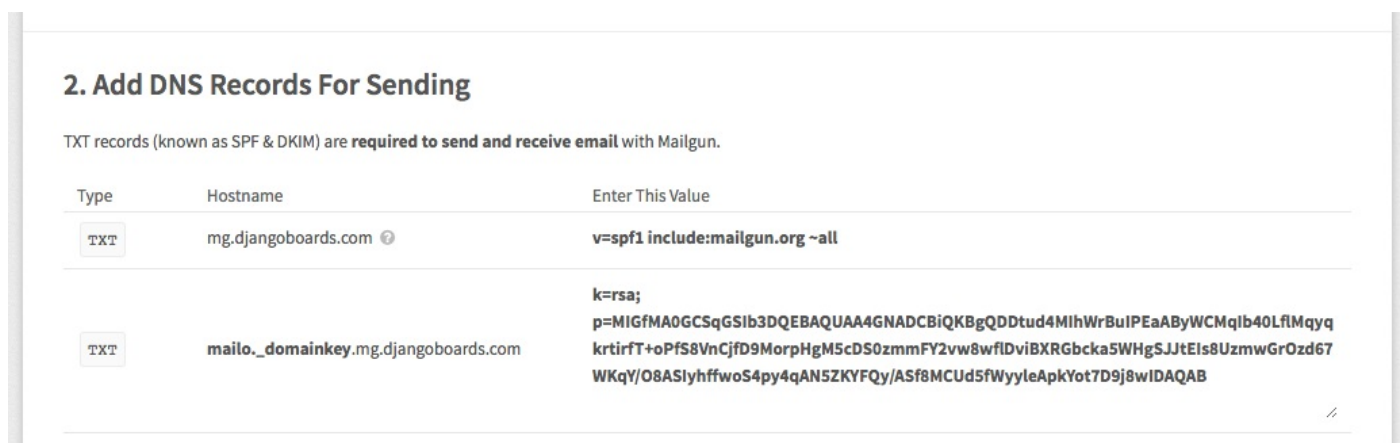 2. Add DNS Records For Sending
TXT records (known as SPF & DKIM) are required to send and receive email with Mailgun.
Type Hostname Enter This Value
TXT mg.djangoboards.com ? v=spf1 include:mailgun.org ~all
k=rsa;
p=MIGfMA0GCSqGSIb3DQEBAQUAA4GNADCBiQKBgQDDtud4MIhWrBuIPEaAByWCMqIb40LflMqyq
TXT mailo._domainkey.mg.djangoboards.com krtirfT+oPfS8VnCjfD9MorpHgM5cDS0zmmFY2vw8wflDviBXRGbcka5WHgSJJtEIs8UzmwGrOzd67
WKqY/O8ASIyhffwoS4py4qAN5ZKYFQy/ASf8MCUd5fWyyleApkYot7D9j8wIDAQAB